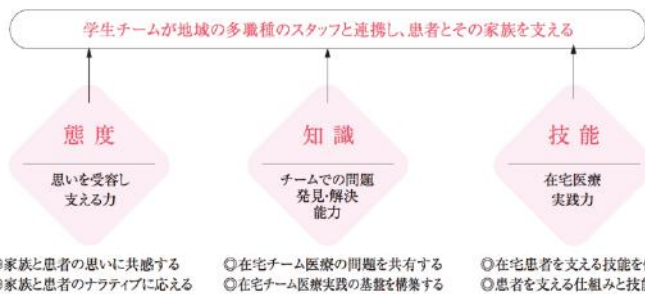 学生チームが地域の多職種のスタッフと連携し、患者とその家族を支える
態度
知識
技能
思いを受容し
支える力
チームでの問題
発見・解決
能力
在宅医療
実践力
◎家族と患者の思いに共感する
◎家族と患者のナラティブに応える
◎在宅チーム医療の問題を共有する
◎在宅チーム医療実践の基盤を構築する
◎在宅患者を支える技能を
◎患者を支える仕組みと技